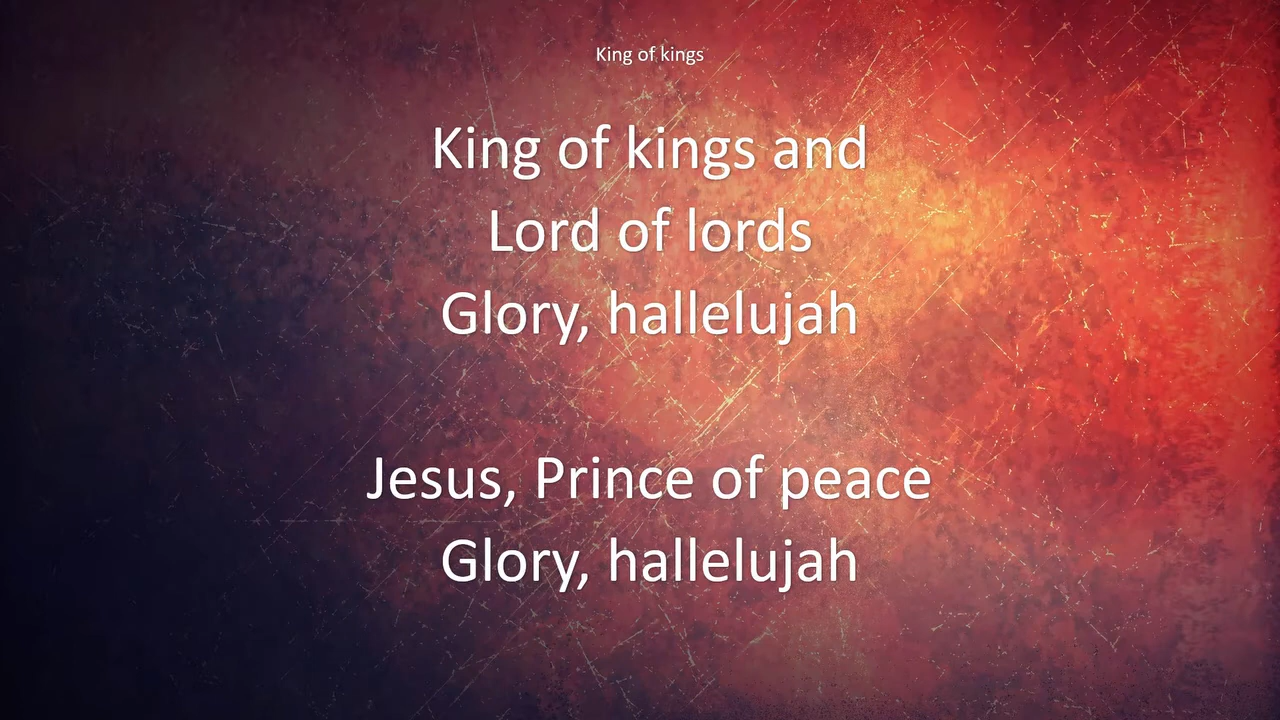 King of kings
King of kings and
Lord of lords
Glory, hallelujah
Jesus, Prince of peace
Glory, hallelujah